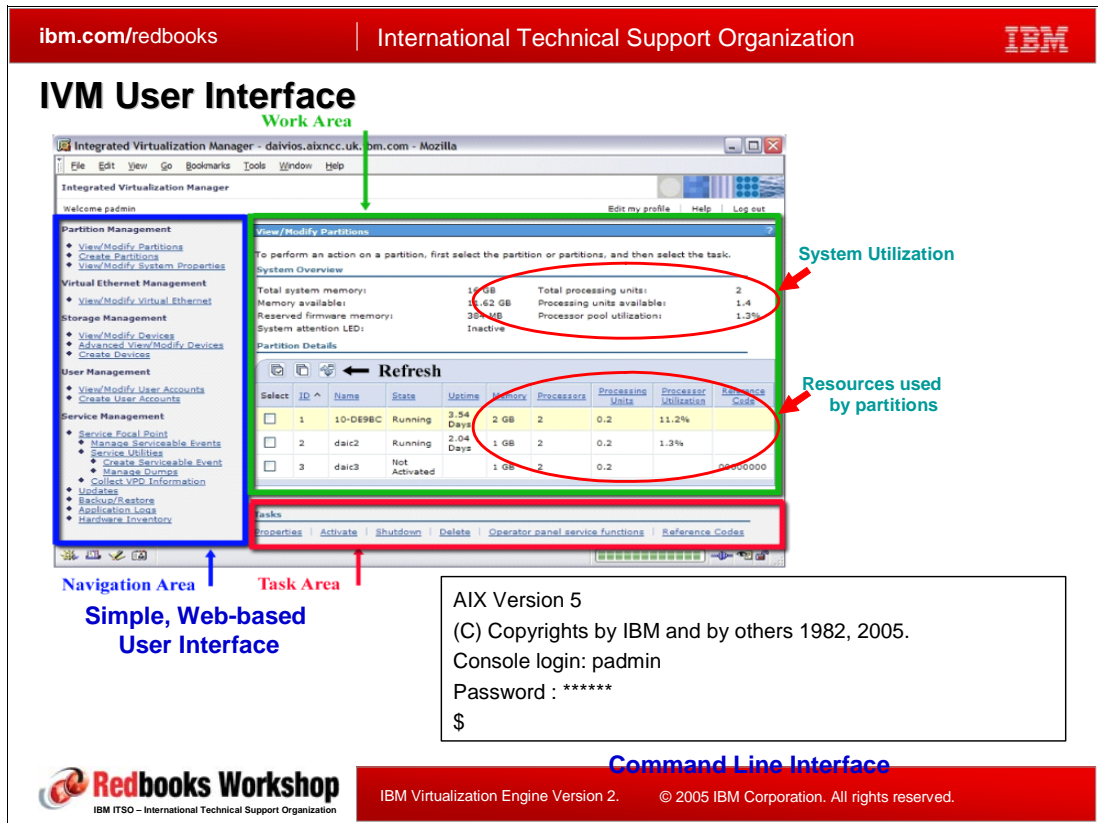 ibm.com/redbooks
International Technical Support Organization
IBM
IVM User Interface
Work Area
Integrated Virtualization Manager - daivios.aixncc.uk.ibm.com - Mozilla
File Edit View Go Bookmarks Tools Window Help
Integrated Virtualization Manager
Welcome padmin
Edit my profile | Help | Log out
Partition Management
View/Modify Partitions
Create Partitions
View/Modify System Properties
Virtual Ethernet Management
View/Modify Virtual Ethernet
Storage Management
View/Modify Devices
Advanced View/Modify Devices
Create Devices
User Management
View/Modify User Accounts
Create User Accounts
Service Management
Service Focal Point
Manage Serviceable Events
Service Utilities
Create Serviceable Event
Manage Dumps
Collect VPD Information
Updates
Backup/Restore
Application Logs
Hardware Inventory
View/Modify Partitions ?
To perform an action on a partition, first select the partition or partitions, and then select the task.
System Overview
Total system memory: 16 GB Total processing units: 2
Memory available: 11.62 GB Processing units available: 1.4
Reserved firmware memory: 384 MB Processor pool utilization: 1.3%
System attention LED: Inactive
Partition Details
Refresh
Select ID ^ Name State Uptime Memory Processors Processing Units Processor Utilization Reference Code
1 10-DE9BC Running 3.54 Days 2 GB 2 0.2 11.2%
2 daic2 Running 2.04 Days 1 GB 2 0.2 1.3%
3 daic3 Not Activated 1 GB 2 0.2 00000000
Tasks
Properties | Activate | Shutdown | Delete | Operator panel service functions | Reference Codes
System Utilization
Resources used
by partitions
Navigation Area
Task Area
Simple, Web-based
User Interface
AIX Version 5
(C) Copyrights by IBM and by others 1982, 2005.
Console login: padmin
Password : ******
$
Command Line Interface
Redbooks Workshop
IBM ITSO – International Technical Support Organization
IBM Virtualization Engine Version 2.
© 2005 IBM Corporation. All rights reserved.